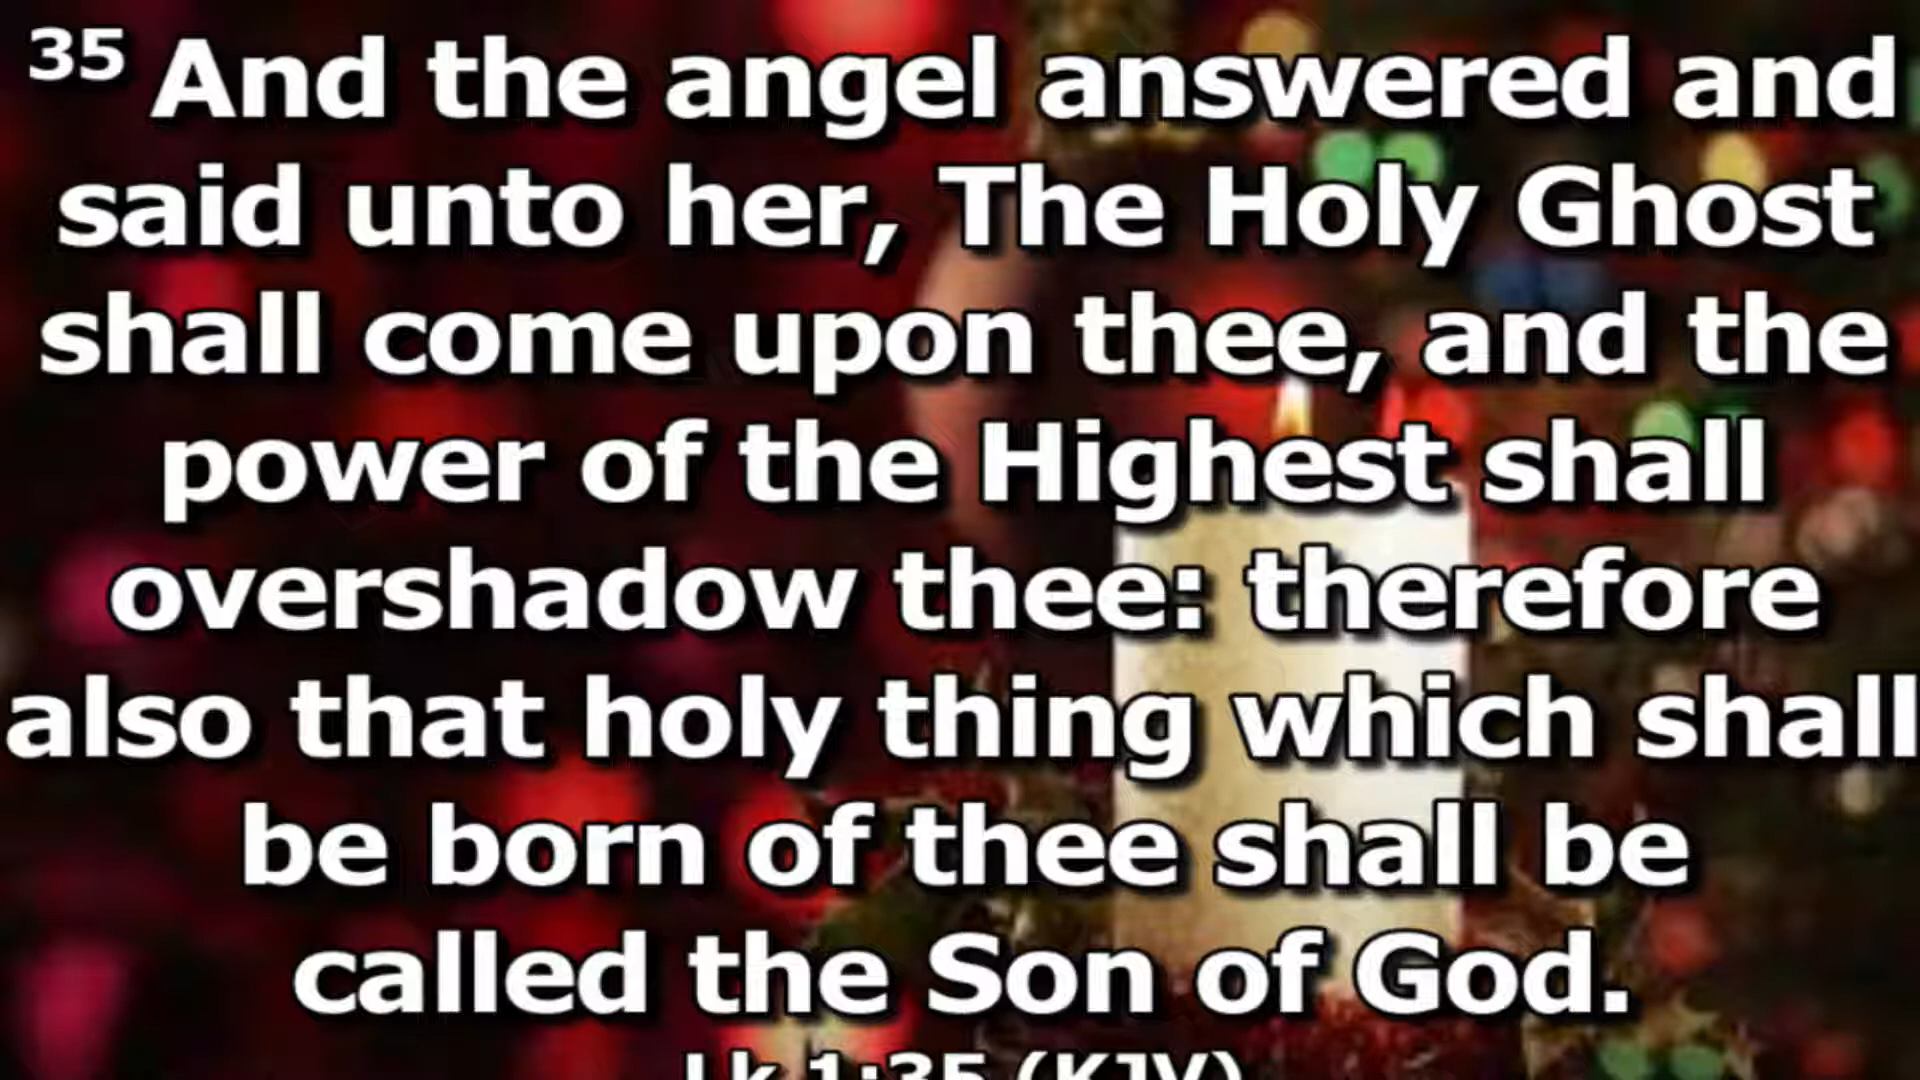 35 And the angel answered and
said unto her, The Holy Ghost
shall come upon thee, and the
power of the Highest shall
overshadow thee: therefore
also that holy thing which shall
be born of thee shall be
called the Son of God.
Lk 1:35 (KJV)